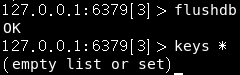 127.0.0.1:6379[3]> flushdb
OK
127.0.0.1:6379[3]> keys *
(empty list or set)